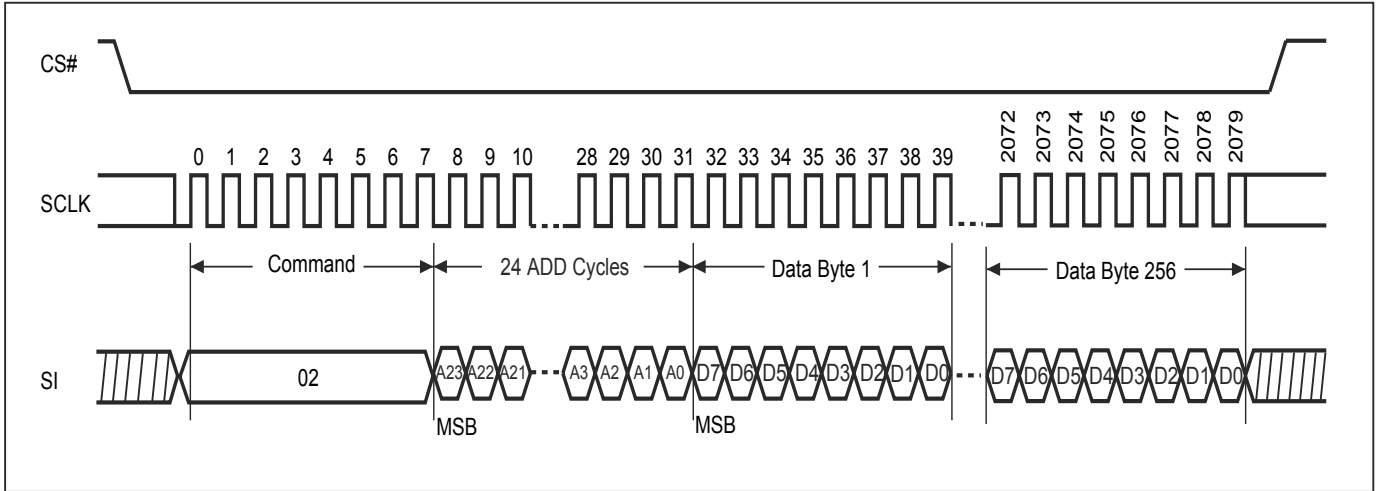 CS#
2072 2073 2074 2075 2076 2077 2078 2079
0 1 2 3 4 5 6 7 8 9 10 28 29 30 31 32 33 34 35 36 37 38 39
SCLK
Command 24 ADD Cycles Data Byte 1 Data Byte 256
SI 02 A23 A22 A21 A3 A2 A1 A0 D7 D6 D5 D4 D3 D2 D1 D0 D7 D6 D5 D4 D3 D2 D1 D0
MSB MSB